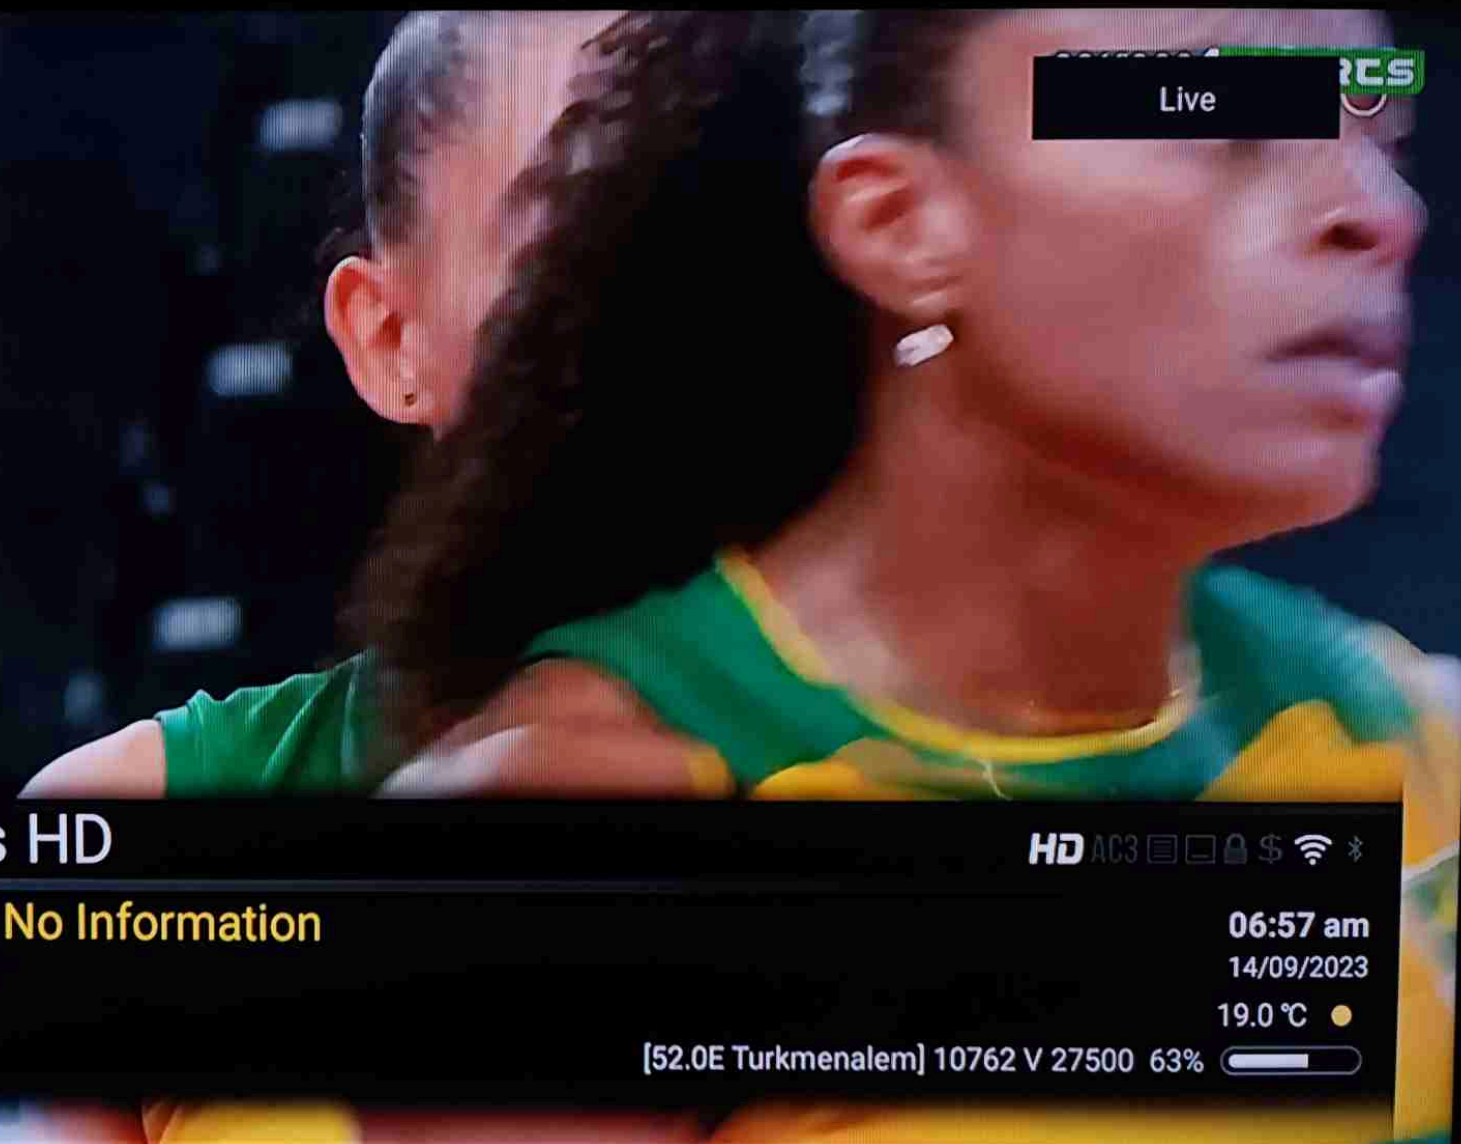 Live
HD
HD AC3 $
No Information
06:57 am
14/09/2023
19.0 °C
[52.0E Turkmenalem] 10762 V 27500 63%